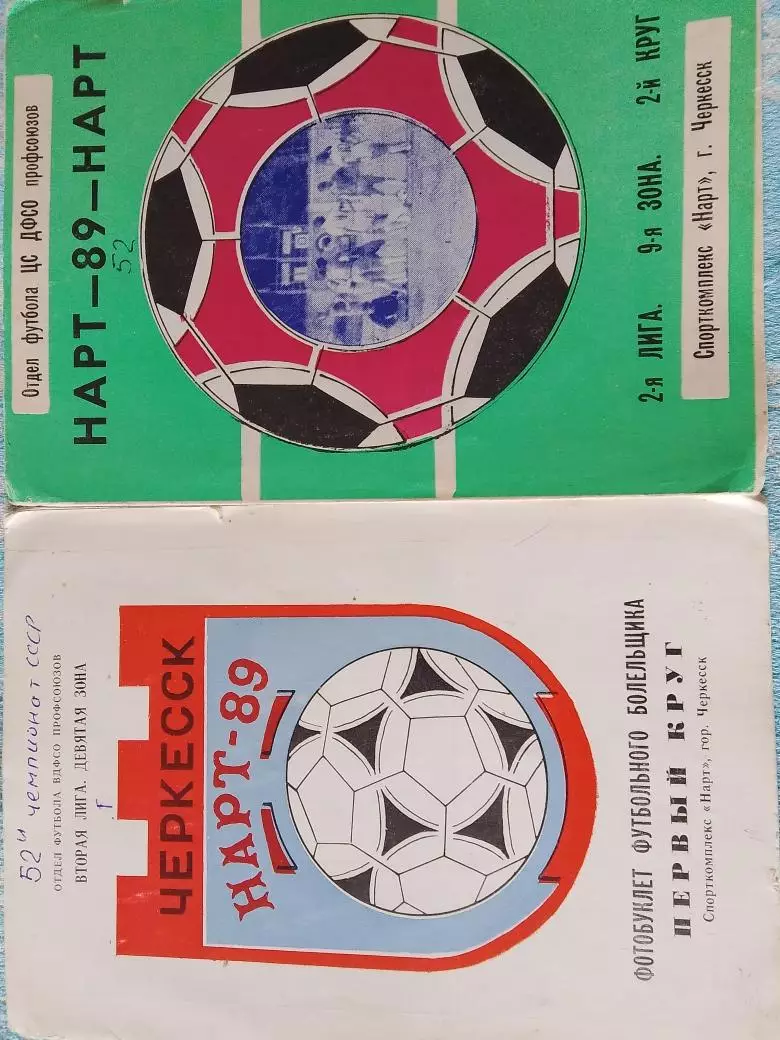 Отдел футбола ЦС ДФСО профсоюзов
НАРТ—89—НАРТ
52
2-я ЛИГА. 9-я ЗОНА. 2-й КРУГ
Спорткомплекс «Нарт», г. Черкесск
52й чемпионат СССР
ОТДЕЛ ФУТБОЛА ВДФСО ПРОФСОЮЗОВ
ВТОРАЯ ЛИГА, ДЕВЯТАЯ ЗОНА
ЧЕРКЕССК
НАРТ-89
ФОТОБУКЛЕТ ФУТБОЛЬНОГО БОЛЕЛЬЩИКА
ПЕРВЫЙ КРУГ
Спорткомплекс «Нарт», гор. Черкесск